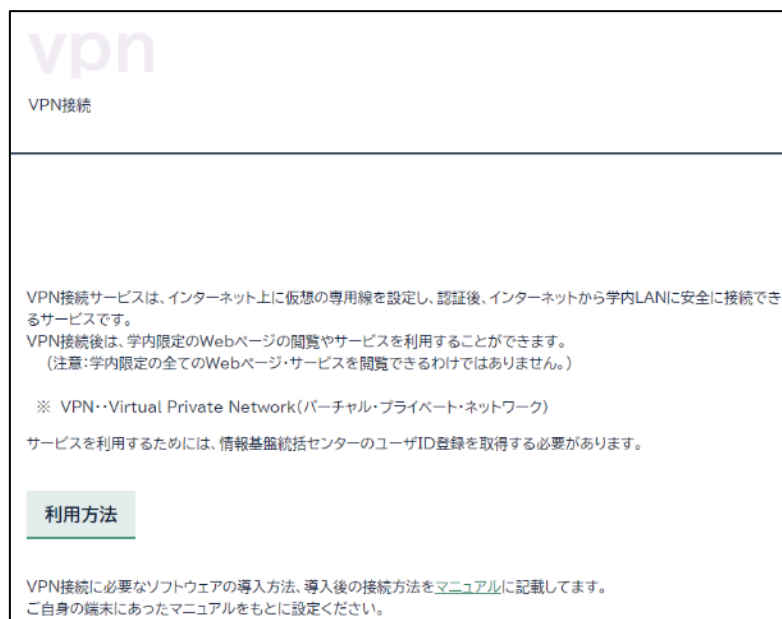 vpn
VPN接続
VPN接続サービスは、インターネット上に仮想の専用線を設定し、認証後、インターネットから学内LANに安全に接続でき
るサービスです。
VPN接続後は、学内限定のWebページの閲覧やサービスを利用することができます。
（注意：学内限定の全てのWebページ・サービスを閲覧できるわけではありません。）
※ VPN・・Virtual Private Network（バーチャル・プライベート・ネットワーク）
サービスを利用するためには、情報基盤統括センターのユーザID登録を取得する必要があります。
利用方法
VPN接続に必要なソフトウェアの導入方法、導入後の接続方法をマニュアルに記載してます。
ご自身の端末にあったマニュアルをもとに設定ください。